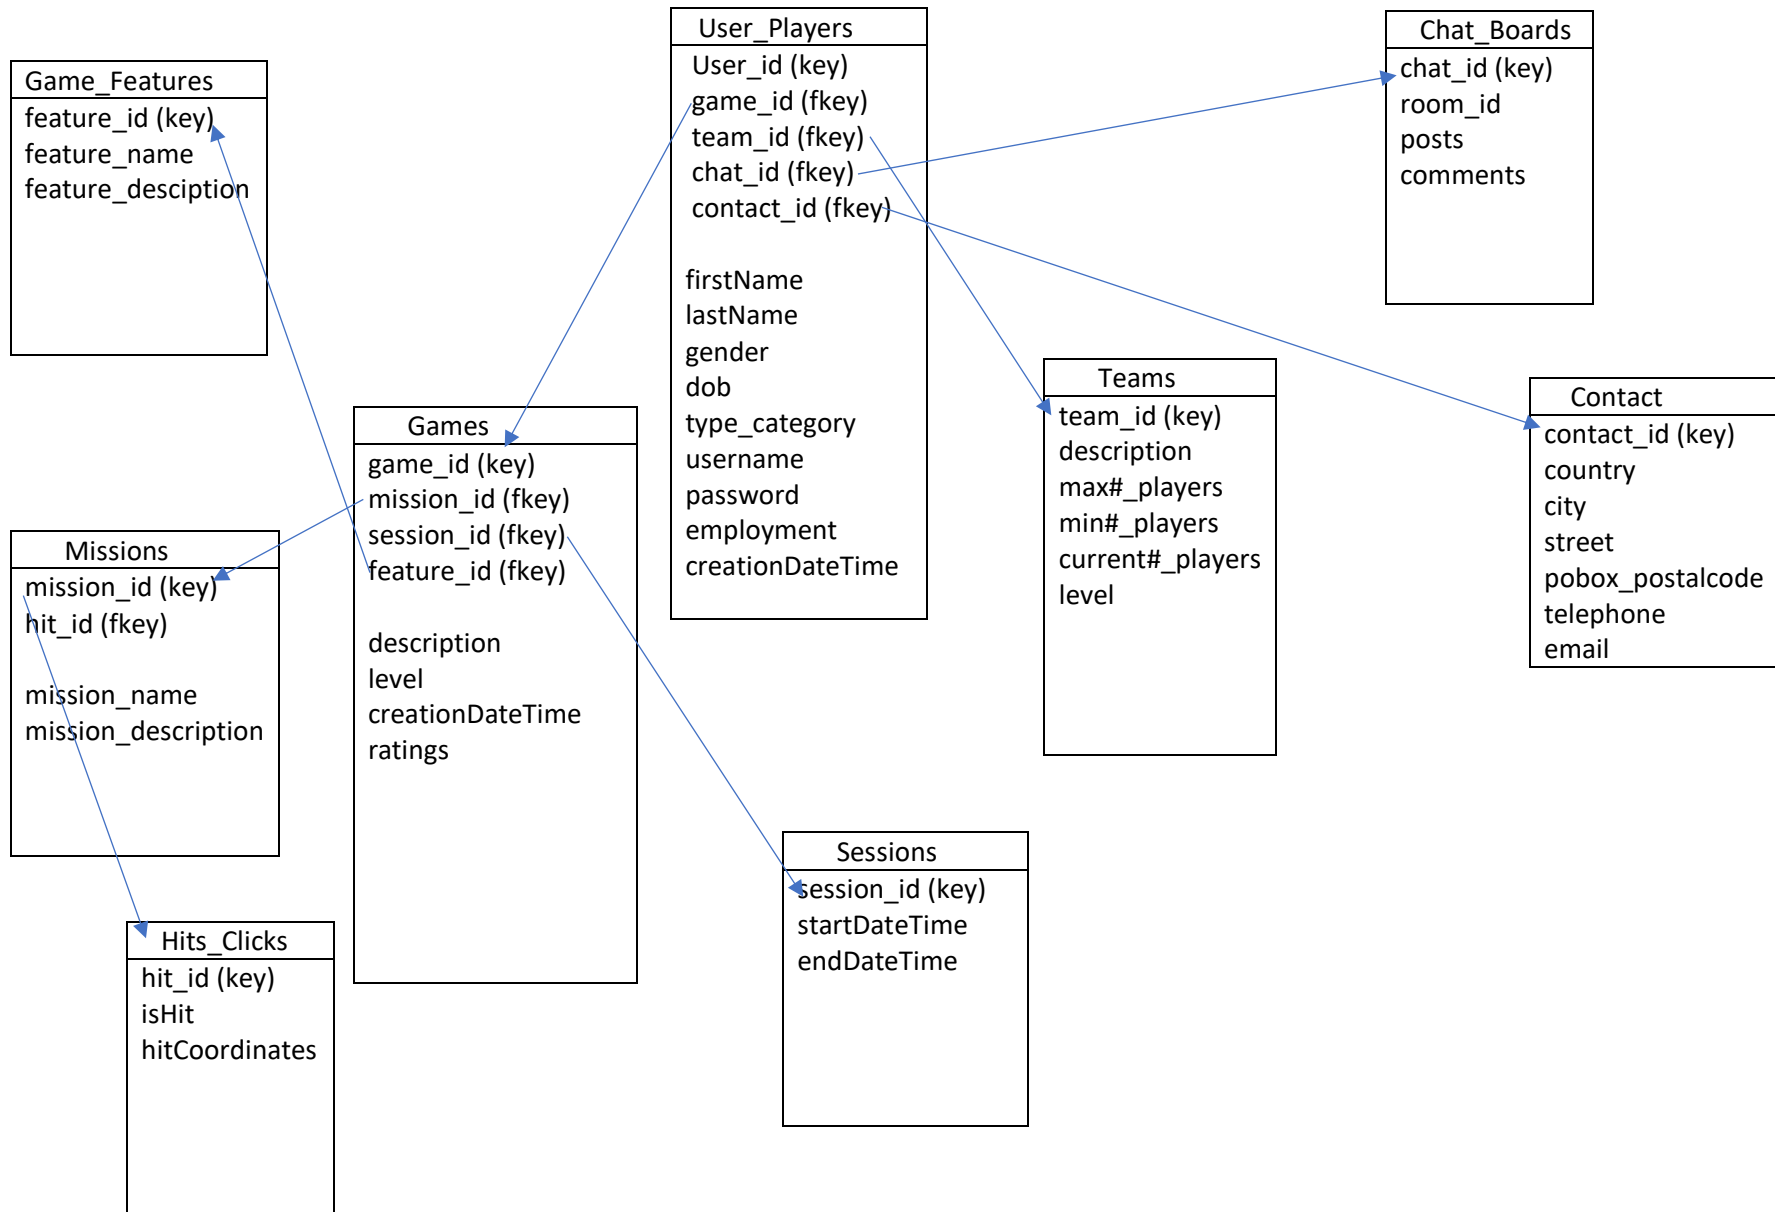 Game_Features
feature_id (key)
feature_name
feature_desciption
User_Players
User_id (key)
game_id (fkey)
team_id (fkey)
chat_id (fkey)
contact_id (fkey)
firstName
lastName
gender
dob
type_category
username
password
employment
creationDateTime
Chat_Boards
chat_id (key)
room_id
posts
comments
Games
game_id (key)
mission_id (fkey)
session_id (fkey)
feature_id (fkey)
description
level
creationDateTime
ratings
Teams
team_id (key)
description
max#_players
min#_players
current#_players
level
Contact
contact_id (key)
country
city
street
pobox_postalcode
telephone
email
Missions
mission_id (key)
hit_id (fkey)
mission_name
mission_description
Sessions
session_id (key)
startDateTime
endDateTime
Hits_Clicks
hit_id (key)
isHit
hitCoordinates